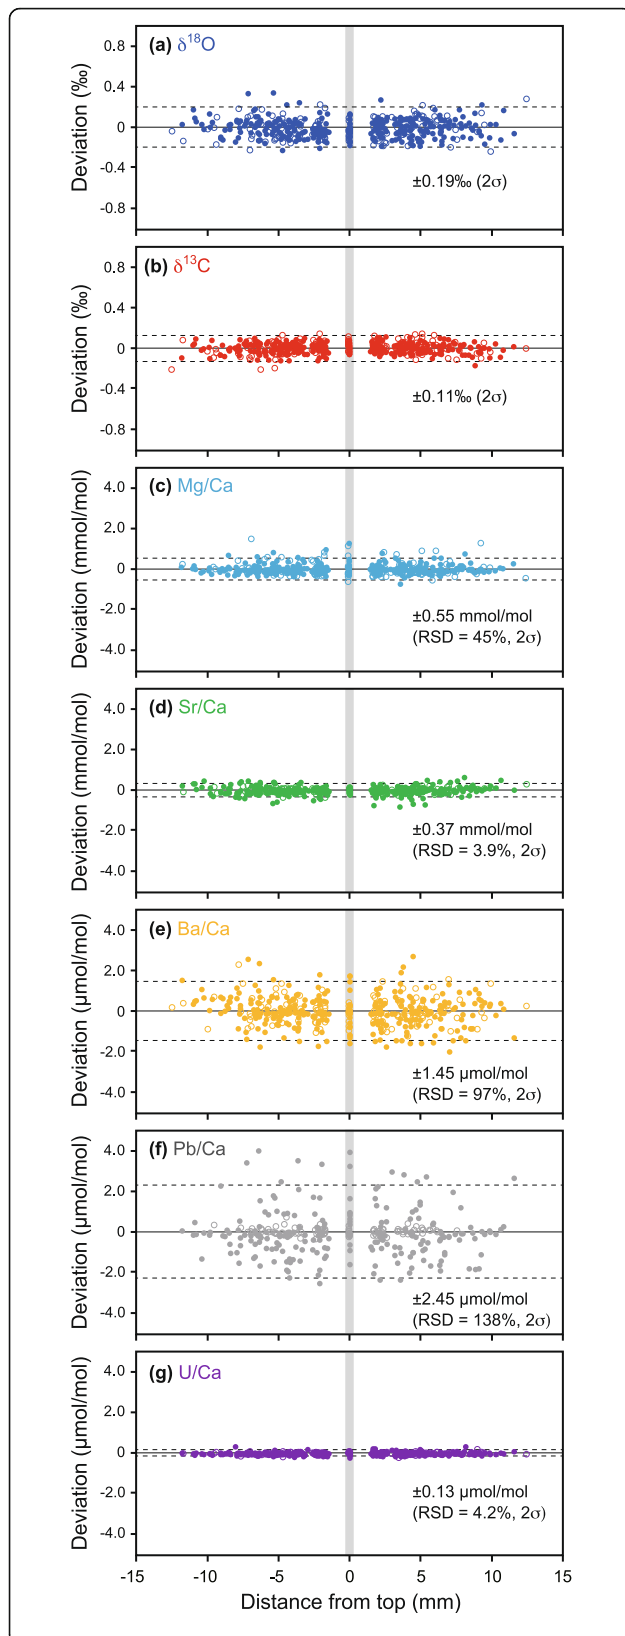 (a) δ18O
Deviation (‰)
0.8
0.4
0
-0.4
-0.8
±0.19‰ (2σ)
(b) δ13C
Deviation (‰)
0.8
0.4
0
-0.4
-0.8
±0.11‰ (2σ)
(c) Mg/Ca
Deviation (mmol/mol)
4.0
2.0
0
-2.0
-4.0
±0.55 mmol/mol
(RSD = 45%, 2σ)
(d) Sr/Ca
Deviation (mmol/mol)
4.0
2.0
0
-2.0
-4.0
±0.37 mmol/mol
(RSD = 3.9%, 2σ)
(e) Ba/Ca
Deviation (µmol/mol)
4.0
2.0
0
-2.0
-4.0
±1.45 µmol/mol
(RSD = 97%, 2σ)
(f) Pb/Ca
Deviation (µmol/mol)
4.0
2.0
0
-2.0
-4.0
±2.45 µmol/mol
(RSD = 138%, 2σ)
(g) U/Ca
Deviation (µmol/mol)
4.0
2.0
0
-2.0
-4.0
±0.13 µmol/mol
(RSD = 4.2%, 2σ)
-15 -10 -5 0 5 10 15
Distance from top (mm)